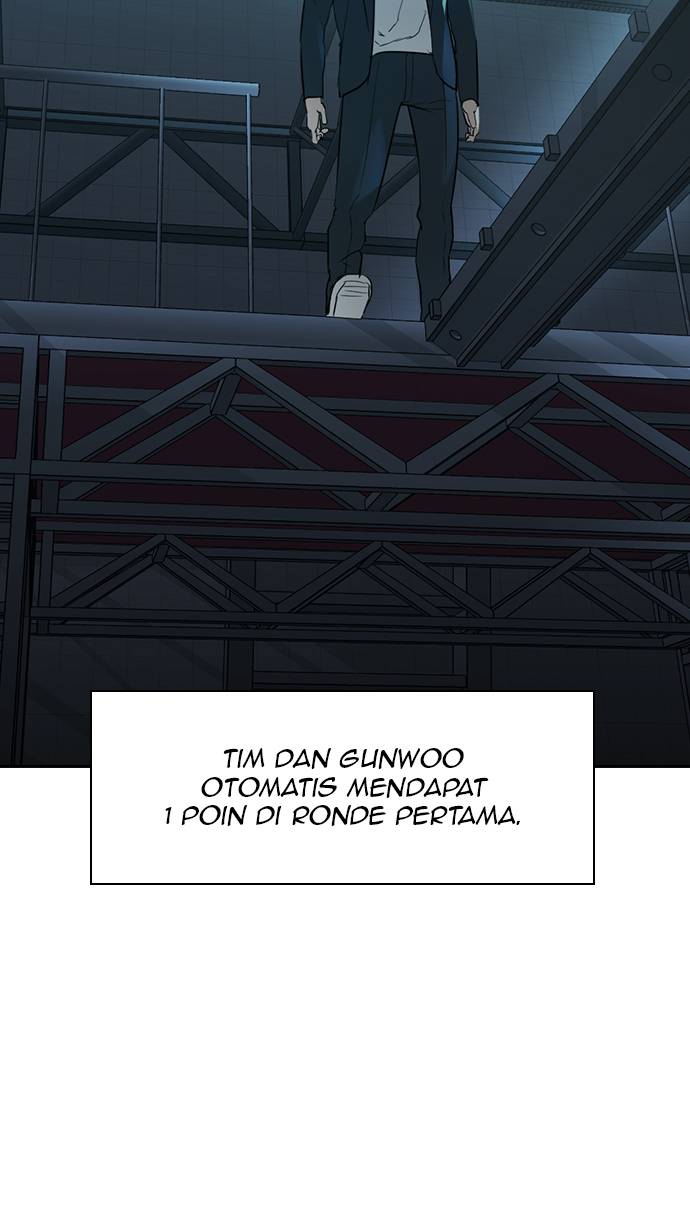 TIM DAN GUNWOO
OTOMATIS MENDAPAT
1 POIN DI RONDE PERTAMA.